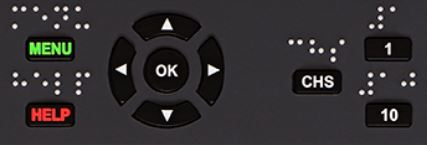 ⠍⠑⠝⠥
MENU
⠓⠑⠇⠏
HELP
OK
⠉⠓⠎
CHS
⠼⠁
1
⠼⠁⠚
10